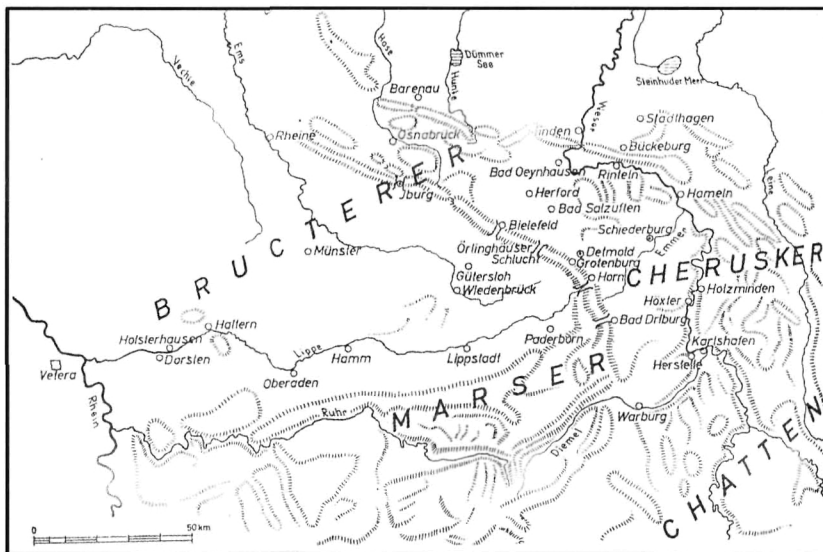 Vechte
Ems
Hase
Hunte
Dümmer
See
Steinhuder Meer
Weser
Leine
Barenau
Stadthagen
Rheine
Osnabrück
Minden
Bückeburg
Bad Oeynhausen
Rinteln
Jburg
Herford
Hameln
Bad Salzuflen
BRUCTERER
Bielefeld
Schiederburg
Emmer
Münster
Örlinghauser
Schlucht
Detmold
Grotenburg
Gütersloh
Horn
CHERUSKER
Wiedenbrück
Holzminden
Höxter
Haltern
Bad Driburg
Holsterhausen
Dorsten
Lippe
Hamm
Lippstadt
Paderborn
Karlshafen
Herstelle
Vetera
Oberaden
Rhein
MARSER
Ruhr
Warburg
Diemel
CHATTEN
0
50 km